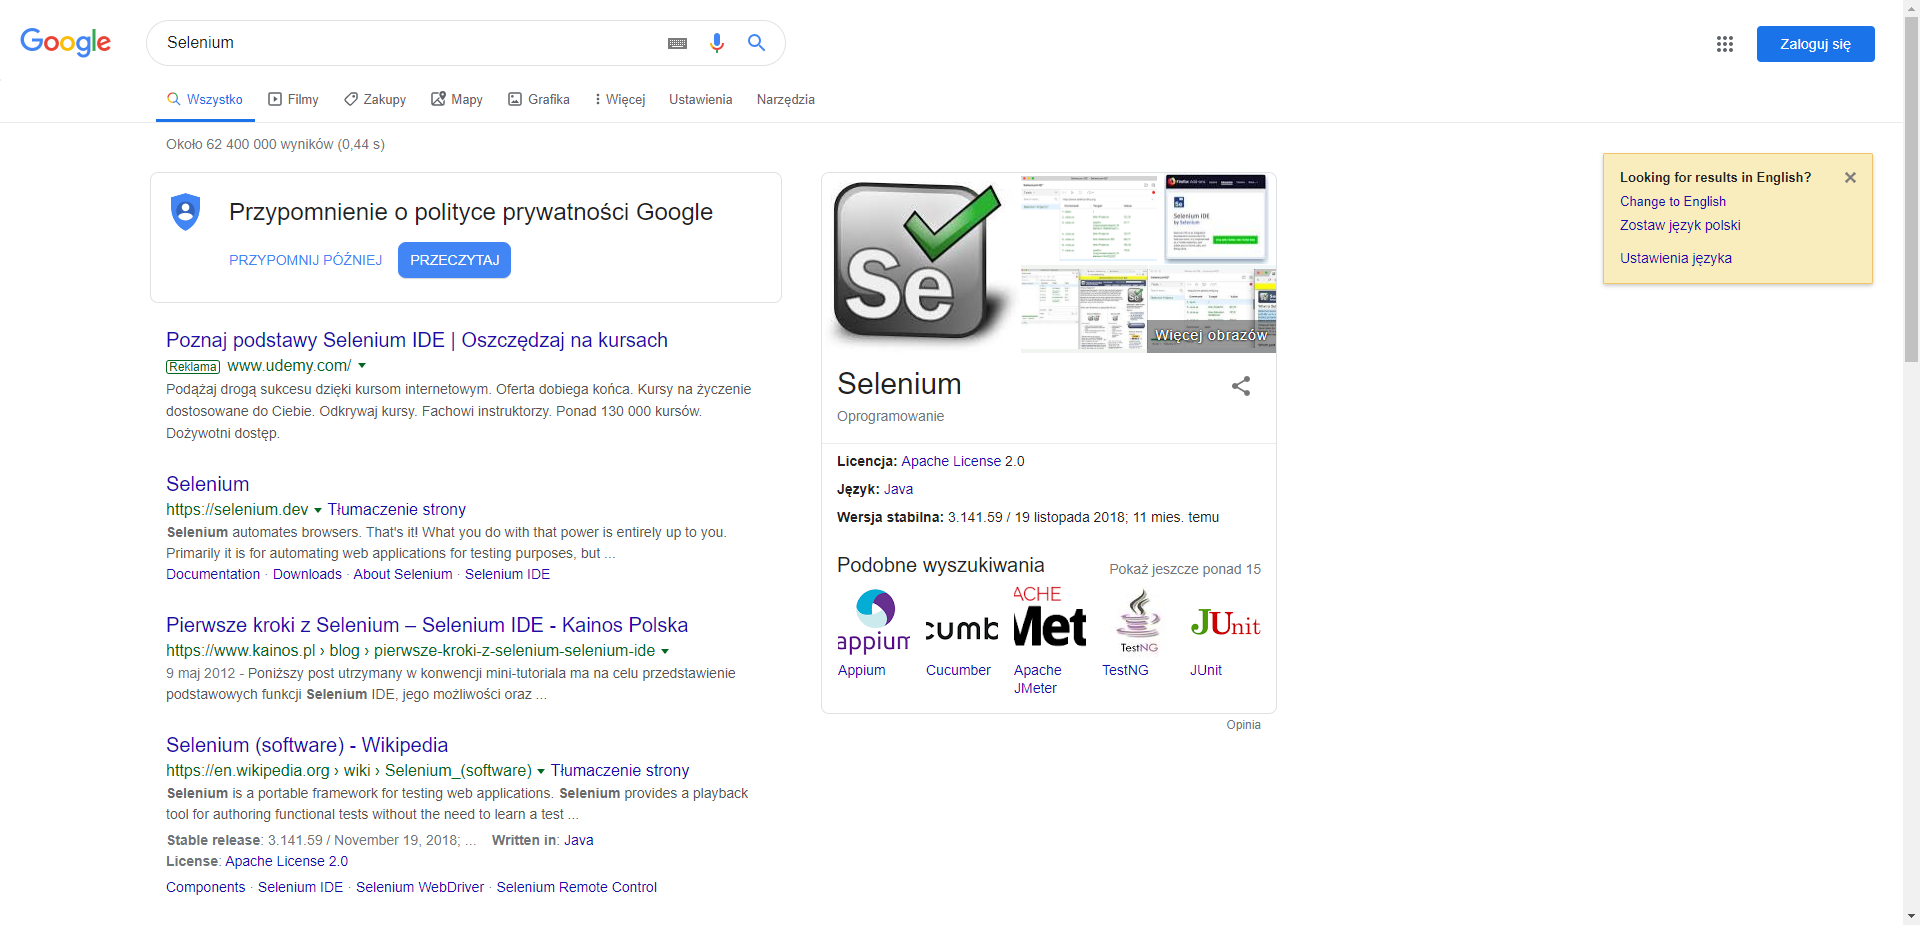 Google
Selenium
Zaloguj się
Wszystko
Filmy
Zakupy
Mapy
Grafika
Więcej
Ustawienia
Narzędzia
Około 62 400 000 wyników (0,44 s)
Przypomnienie o polityce prywatności Google
PRZYPOMNIJ PÓŹNIEJ
PRZECZYTAJ
Poznaj podstawy Selenium IDE | Oszczędzaj na kursach
Reklama www.udemy.com/
Podążaj drogą sukcesu dzięki kursom internetowym. Oferta dobiega końca. Kursy na życzenie
dostosowane do Ciebie. Odkrywaj kursy. Fachowi instruktorzy. Ponad 130 000 kursów.
Dożywotni dostęp.
Selenium
https://selenium.dev Tłumaczenie strony
Selenium automates browsers. That's it! What you do with that power is entirely up to you.
Primarily it is for automating web applications for testing purposes, but ...
Documentation · Downloads · About Selenium · Selenium IDE
Pierwsze kroki z Selenium – Selenium IDE - Kainos Polska
https://www.kainos.pl › blog › pierwsze-kroki-z-selenium-selenium-ide
9 maj 2012 - Poniższy post utrzymany w konwencji mini-tutoriala ma na celu przedstawienie
podstawowych funkcji Selenium IDE, jego możliwości oraz ...
Selenium (software) - Wikipedia
https://en.wikipedia.org › wiki › Selenium_(software) Tłumaczenie strony
Selenium is a portable framework for testing web applications. Selenium provides a playback
tool for authoring functional tests without the need to learn a test ...
Stable release: 3.141.59 / November 19, 2018; ... Written in: Java
License: Apache License 2.0
Components · Selenium IDE · Selenium WebDriver · Selenium Remote Control
Se
Selenium IDE
by Selenium
Więcej obrazów
Selenium
Oprogramowanie
Licencja: Apache License 2.0
Język: Java
Wersja stabilna: 3.141.59 / 19 listopada 2018; 11 mies. temu
Podobne wyszukiwania
Pokaż jeszcze ponad 15
appium
cumb
ACHE
Met
TestNG
JUnit
Appium
Cucumber
Apache
JMeter
TestNG
JUnit
Opinia
Looking for results in English?
Change to English
Zostaw język polski
Ustawienia języka